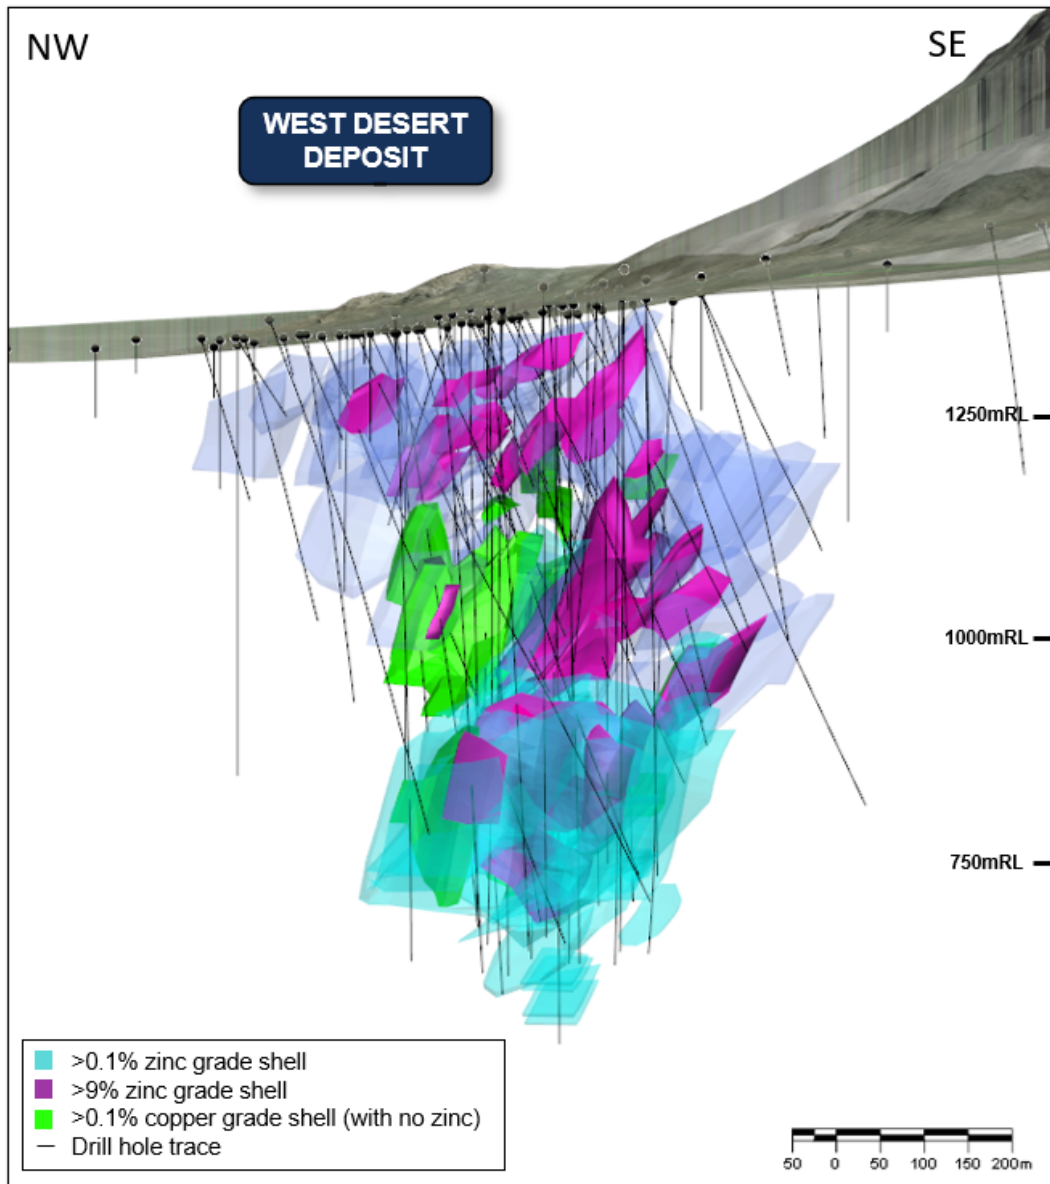 NW
SE
WEST DESERT
DEPOSIT
1250mRL
1000mRL
750mRL
>0.1% zinc grade shell
>9% zinc grade shell
>0.1% copper grade shell (with no zinc)
Drill hole trace
50 0 50 100 150 200m